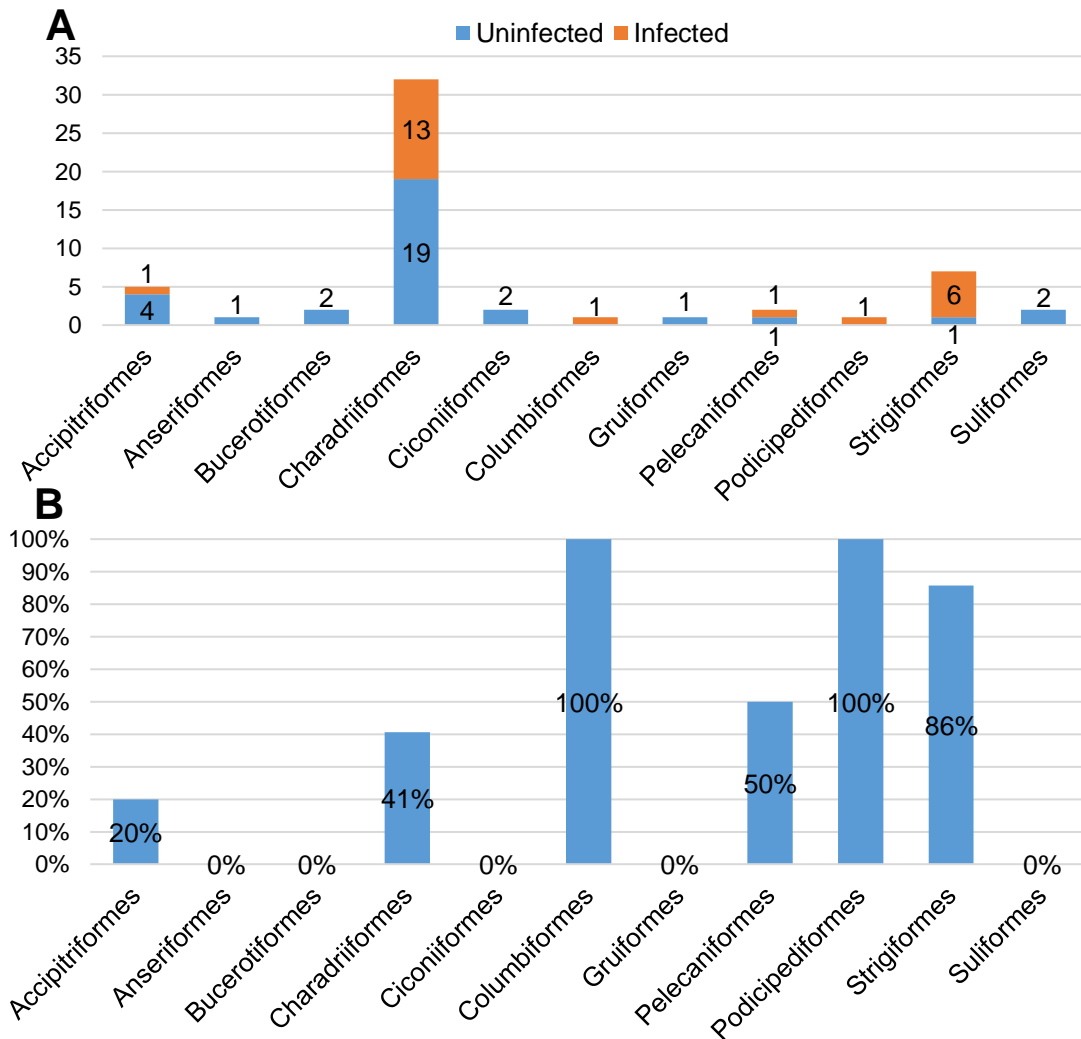 A
Uninfected Infected
35
30
25
20
15
10
5
0
1
4
1
2
13
19
2
1
1
1
1
1
6
1
2
Accipitriformes
Anseriformes
Bucerotiformes
Charadriiformes
Ciconiiformes
Columbiformes
Gruiformes
Pelecaniformes
Podicipediformes
Strigiformes
Suliformes
B
100%
90%
80%
70%
60%
50%
40%
30%
20%
10%
0%
20%
0%
0%
41%
0%
100%
0%
50%
100%
86%
0%
Accipitriformes
Anseriformes
Bucerotiformes
Charadriiformes
Ciconiiformes
Columbiformes
Gruiformes
Pelecaniformes
Podicipediformes
Strigiformes
Suliformes